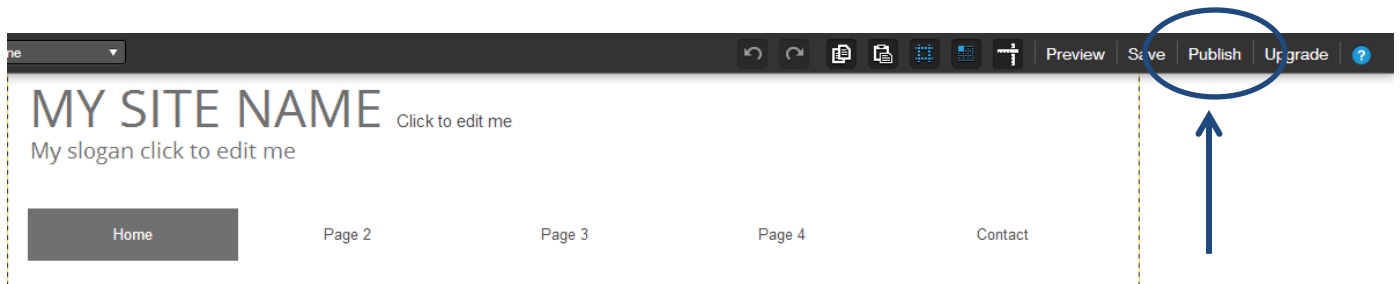 ne Preview Save Publish Upgrade ?
MY SITE NAME Click to edit me
My slogan click to edit me
Home Page 2 Page 3 Page 4 Contact